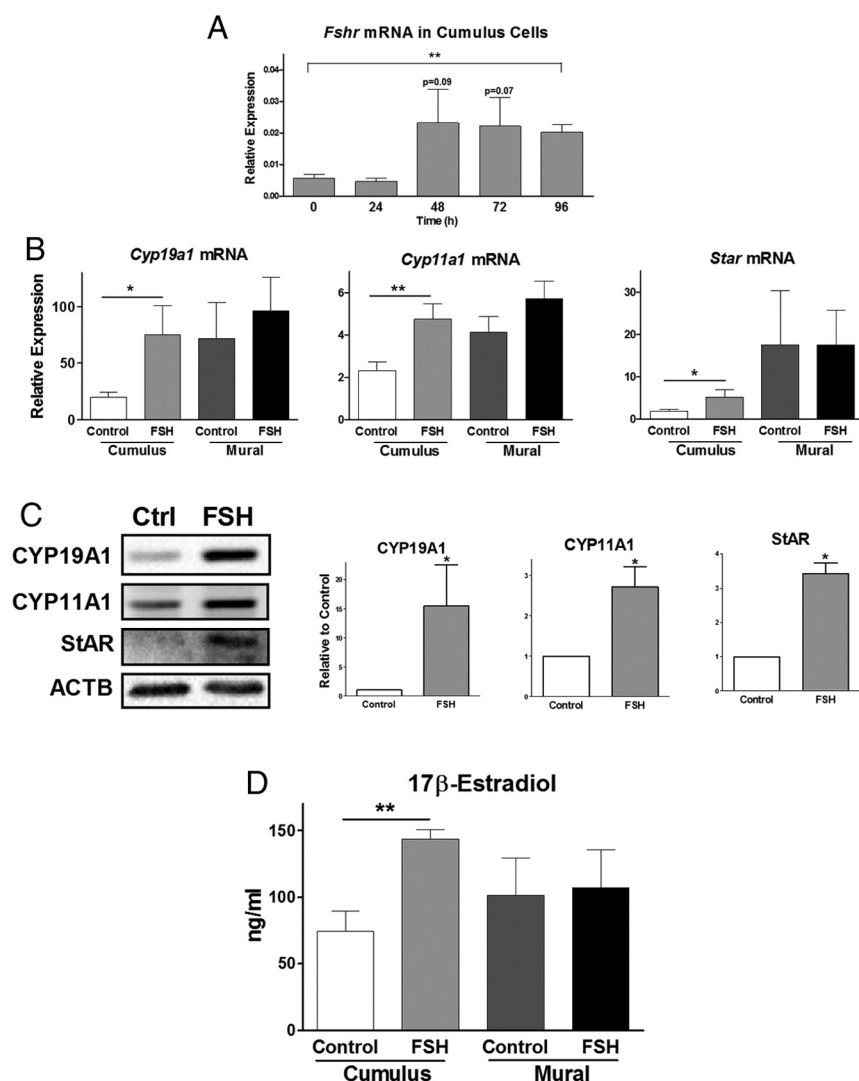 A
Fshr mRNA in Cumulus Cells
**
p=0.09
p=0.07
Relative Expression
0.04
0.03
0.02
0.01
0.00
0 24 48 72 96
Time (h)
B
Cyp19a1 mRNA
*
Relative Expression
100
50
0
Control FSH Control FSH
Cumulus Mural
Cyp11a1 mRNA
**
6
4
2
0
Control FSH Control FSH
Cumulus Mural
Star mRNA
*
30
20
10
0
Control FSH Control FSH
Cumulus Mural
C
Ctrl FSH
CYP19A1
CYP11A1
StAR
ACTB
CYP19A1
*
Relative to Control
20
15
10
5
0
Control FSH
CYP11A1
*
3
2
1
0
Control FSH
StAR
*
4
3
2
1
0
Control FSH
D
17β-Estradiol
**
ng/ml
150
100
50
0
Control FSH Control FSH
Cumulus Mural